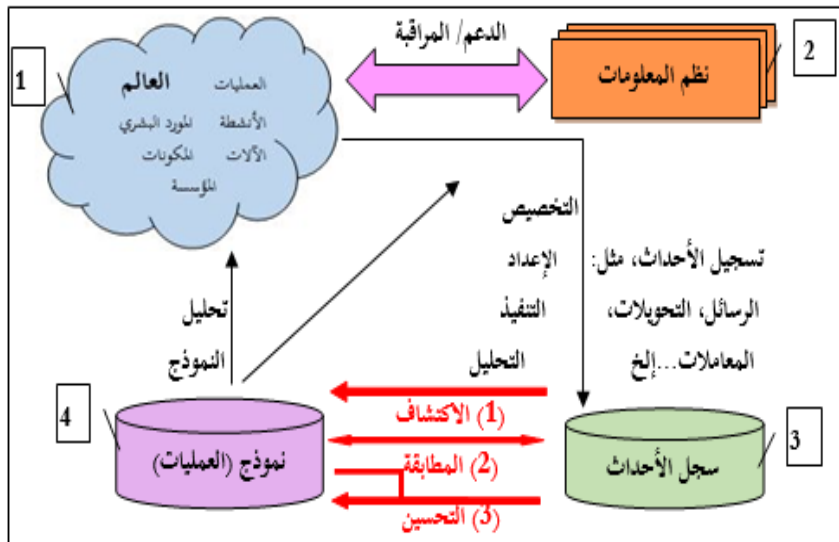 الدعم/ المراقبة
2
نظم المعلومات
1
العالم
العمليات
الأنشطة
المورد البشري
الآلات
المكونات
المؤسسة
التخصيص
الإعداد
التنفيذ
التحليل
تسجيل الأحداث، مثل:
الرسائل، التحويلات،
المعاملات...إلخ
تحليل
النموذج
4
نموذج (العمليات)
(1) الاكتشاف
(2) المطابقة
(3) التحسين
3
سجل الأحداث